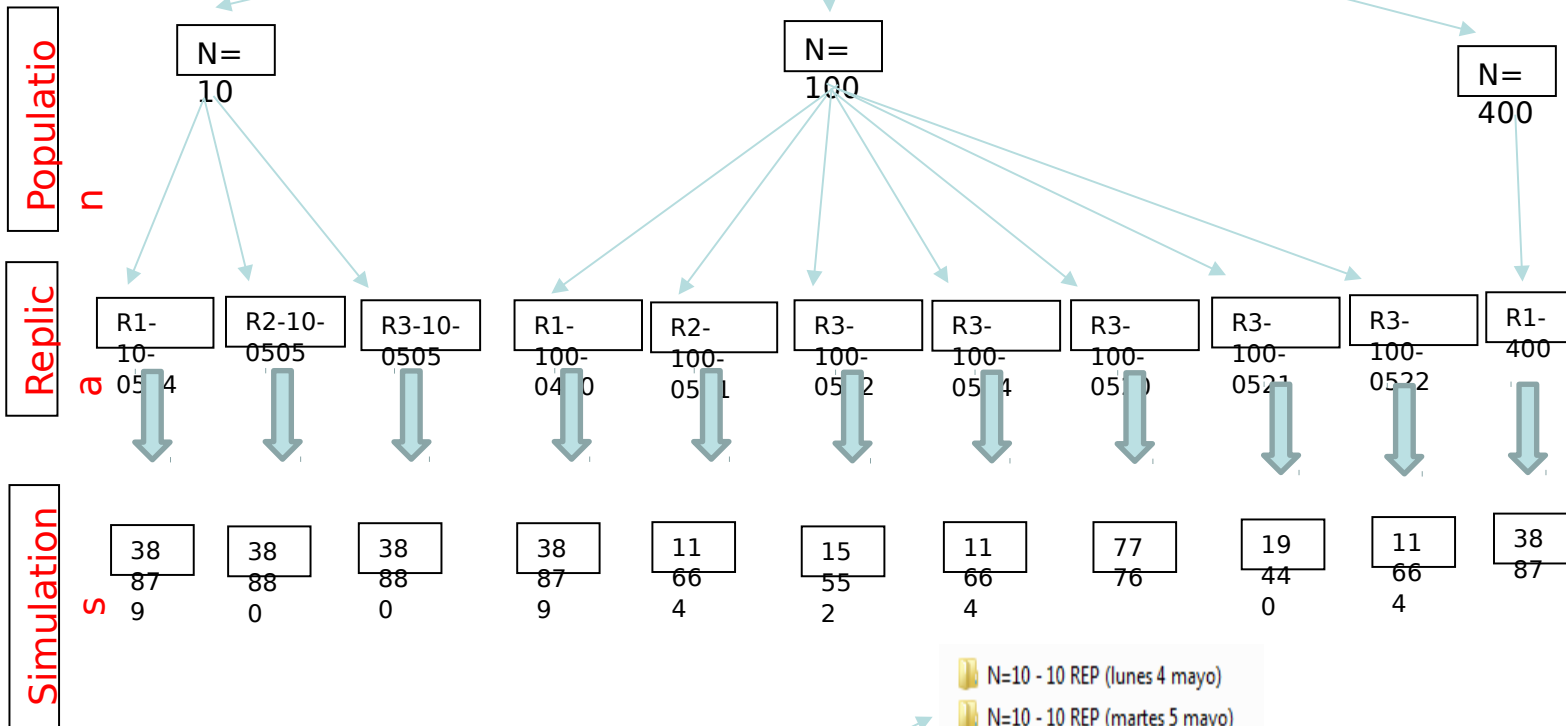 Populatio
n
N=
10
N=
100
N=
400
Replic
a
R1-
10-
R2-10-
0505
R3-10-
0505
R1-
100-
R2-
100-
R3-
100-
R3-
100-
R3-
100-
R3-
100-
0521
R3-
100-
0522
R1-
400
Simulation
s
38
87
9
38
88
0
38
88
0
38
87
9
11
66
4
15
55
2
11
66
4
77
76
19
44
0
11
66
4
38
87
N=10 - 10 REP (lunes 4 mayo)
N=10 - 10 REP (martes 5 mayo)